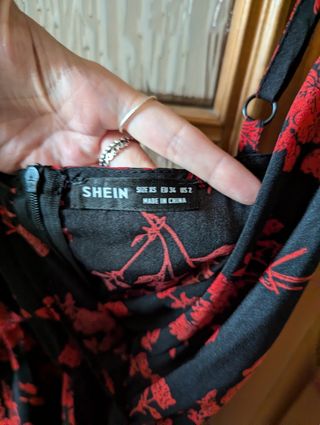 SHEIN
SIZE XS EU 34 US 2
MADE IN CHINA